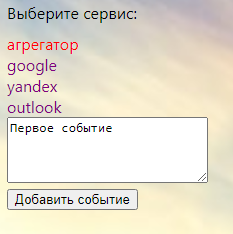 Выберите сервис:
агрегатор
google
yandex
outlook
Первое событие
Добавить событие